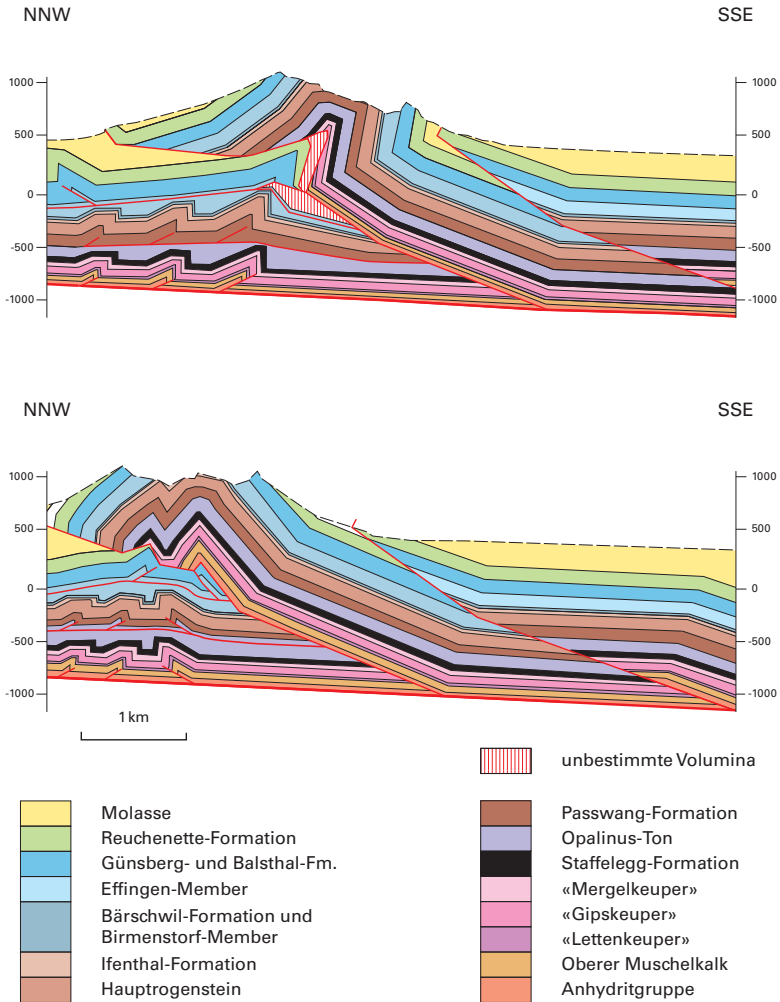 NNW SSE
1000 1000
500 500
0 0
-500 -500
-1000 -1000
NNW SSE
1000 1000
500 500
0 0
-500 -500
-1000 -1000
1 km
unbestimmte Volumina
Molasse
Reuchenette-Formation
Günsberg- und Balsthal-Fm.
Effingen-Member
Bärschwil-Formation und
Birmenstorf-Member
Ifenthal-Formation
Hauptrogenstein
Passwang-Formation
Opalinus-Ton
Staffelegg-Formation
«Mergelkeuper»
«Gipskeuper»
«Lettenkeuper»
Oberer Muschelkalk
Anhydritgruppe